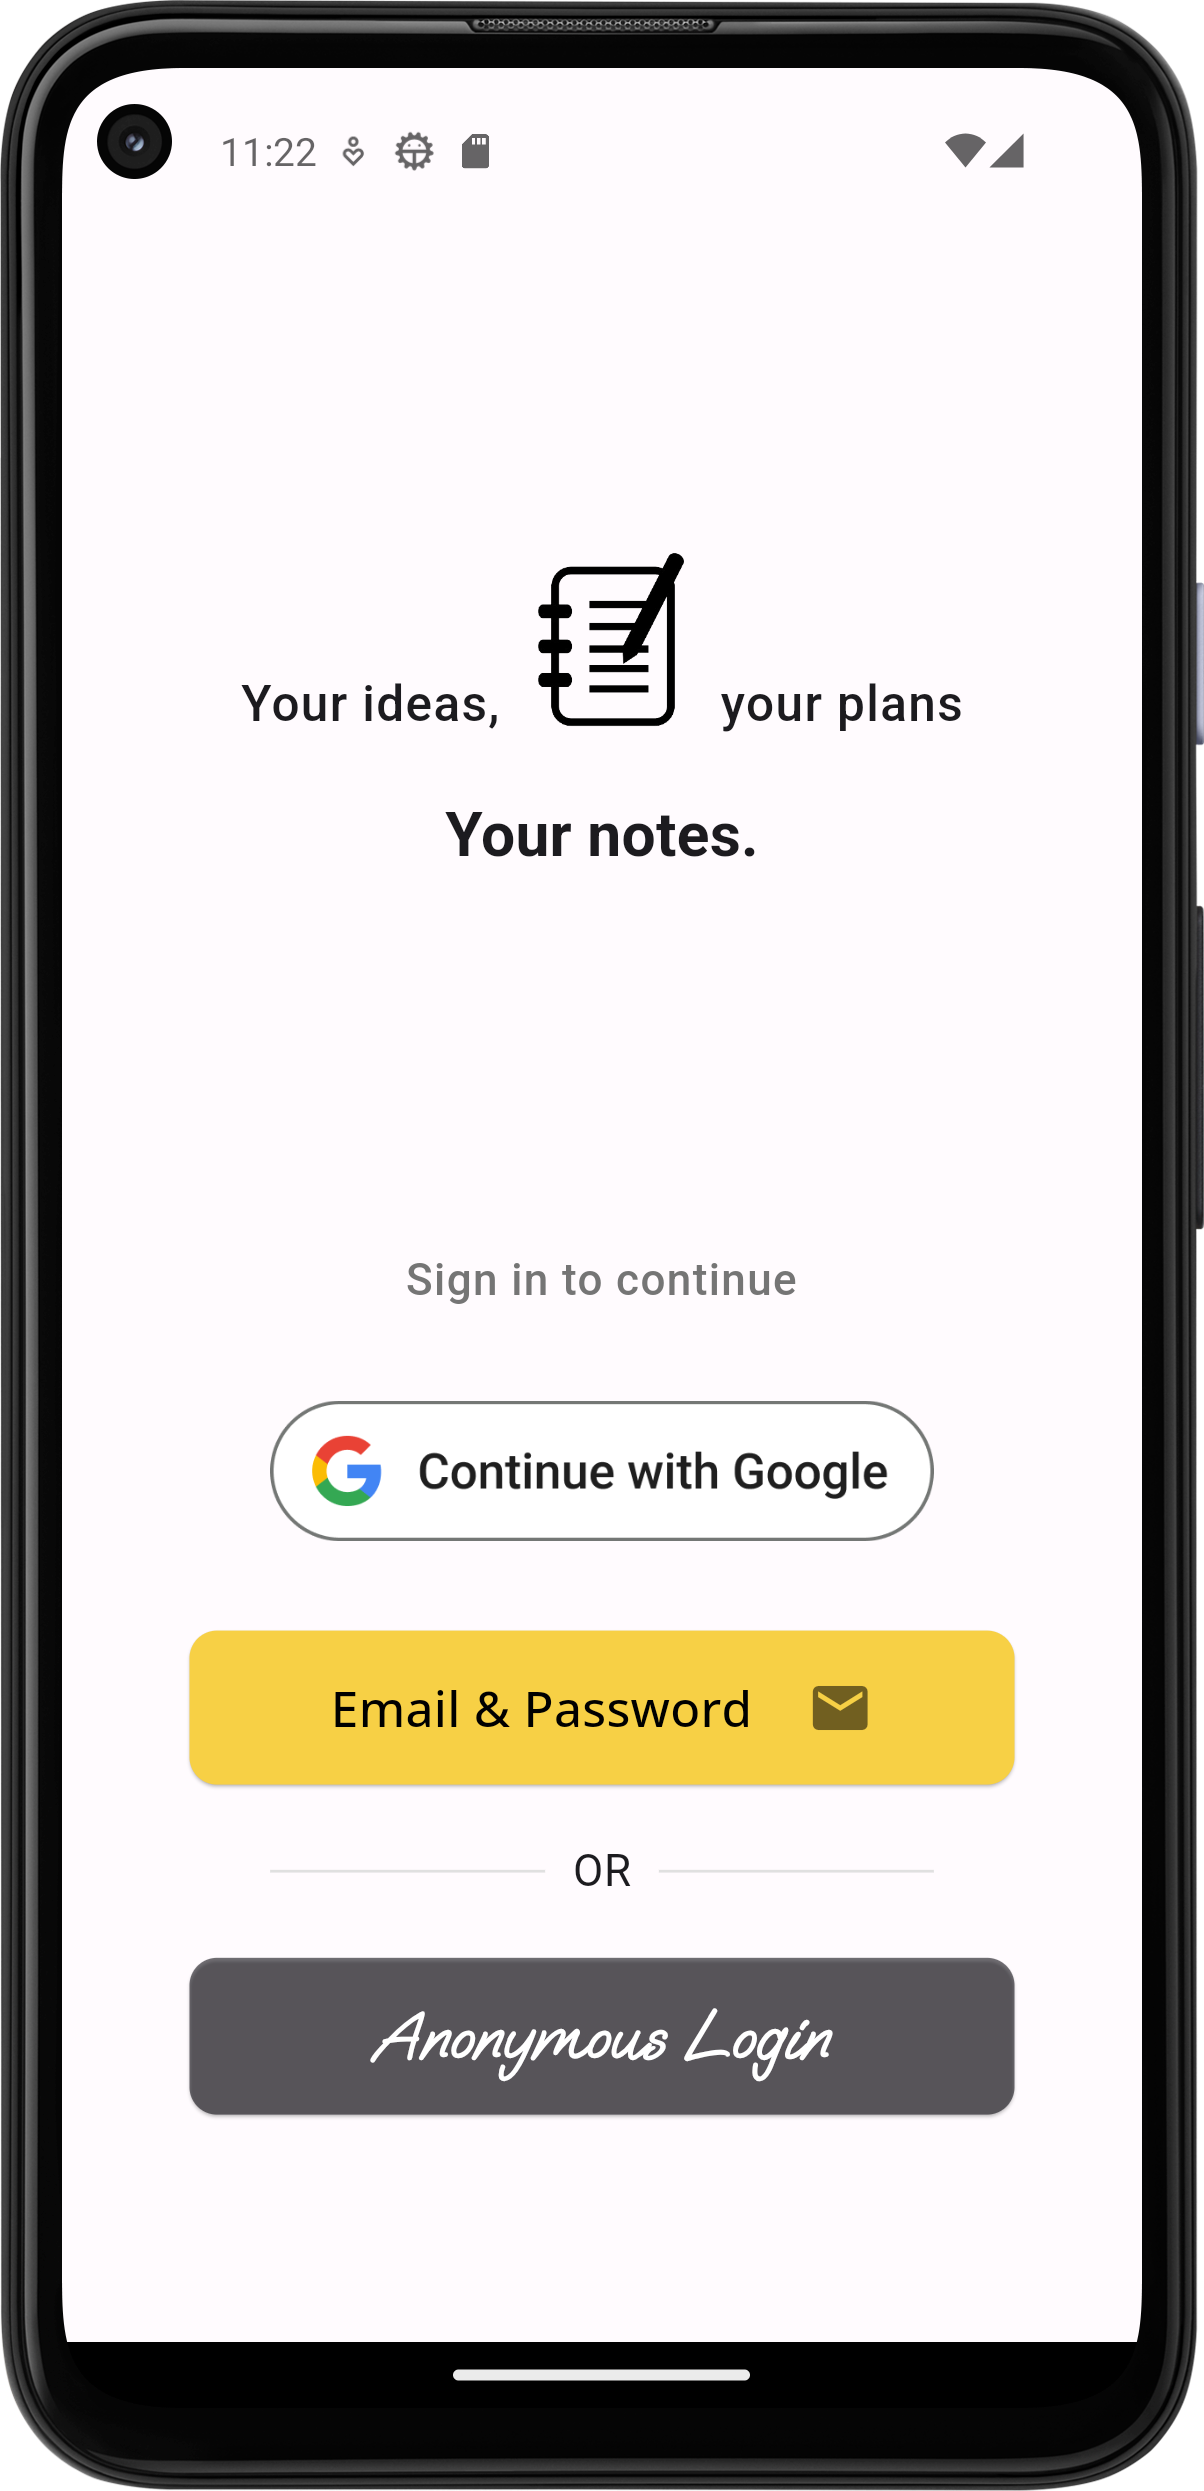 11:22
Your ideas, your plans
Your notes.
Sign in to continue
Continue with Google
Email & Password
OR
Anonymous Login